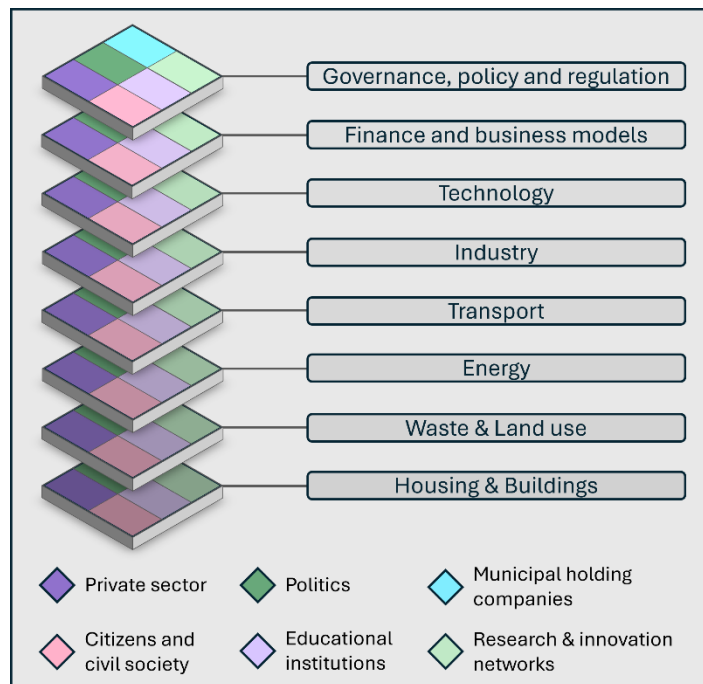 Governance, policy and regulation
Finance and business models
Technology
Industry
Transport
Energy
Waste & Land use
Housing & Buildings
Private sector
Politics
Municipal holding
companies
Citizens and
civil society
Educational
institutions
Research & innovation
networks